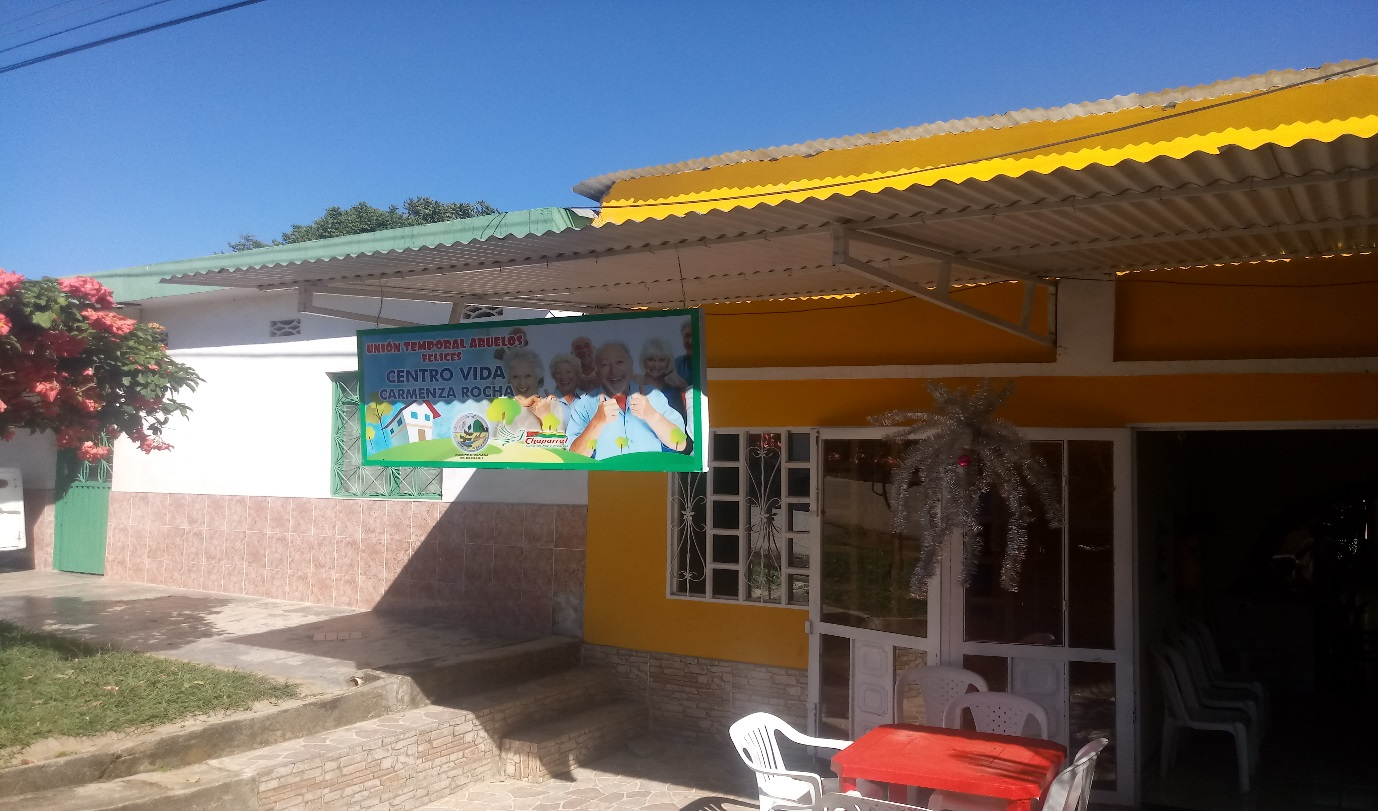 UNIÓN TEMPORAL ABUELOS
FELICES
CENTRO VIDA
CARMENZA ROCHA
Chaparral